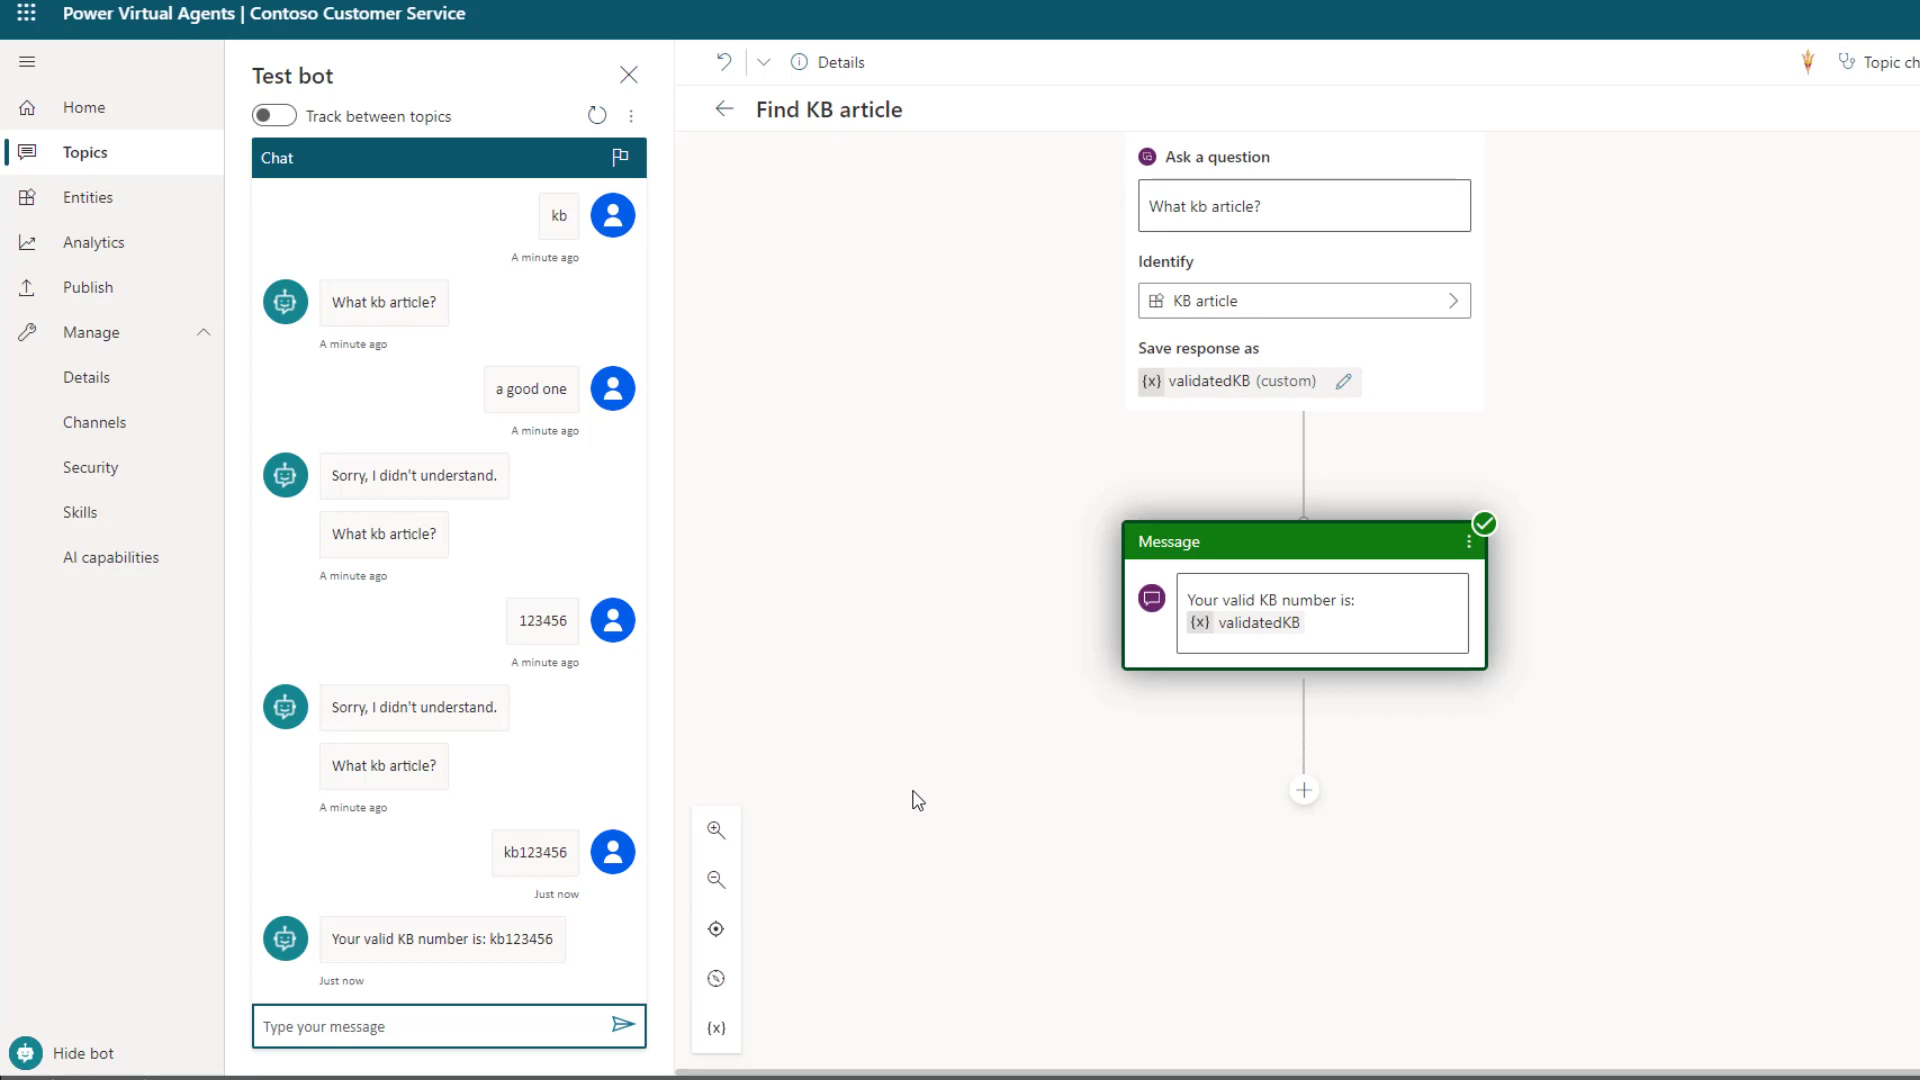 Power Virtual Agents | Contoso Customer Service
Home
Topics
Entities
Analytics
Publish
Manage
Details
Channels
Security
Skills
AI capabilities
Hide bot
Test bot
Track between topics
Chat
kb
A minute ago
What kb article?
A minute ago
a good one
A minute ago
Sorry, I didn't understand.
What kb article?
A minute ago
123456
A minute ago
Sorry, I didn't understand.
What kb article?
A minute ago
kb123456
Just now
Your valid KB number is: kb123456
Just now
Type your message
Details
Topic ch
Find KB article
Ask a question
What kb article?
Identify
KB article
Save response as
{x} validatedKB (custom)
Message
Your valid KB number is:
{x} validatedKB
{x}